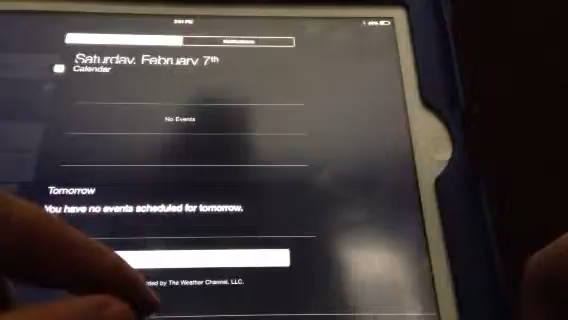 Notifications
Saturday, February 7th
Calendar
No Events
Tomorrow
You have no events scheduled for tomorrow.
by The Weather Channel, LLC.